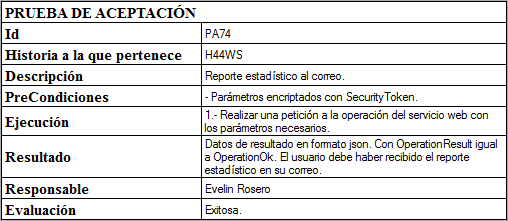 PRUEBA DE ACEPTACIÓN
Id PA74
Historia a la que pertenece H44WS
Descripción Reporte estadístico al correo.
PreCondiciones - Parámetros encriptados con SecurityToken.
Ejecución 1.- Realizar una petición a la operación del servicio web con
los parámetros necesarios.
Resultado Datos de resultado en formato json. Con OperationResult igual
a OperationOk. El usuario debe haber recibido el reporte
estadístico en su correo.
Responsable Evelin Rosero
Evaluación Exitosa.